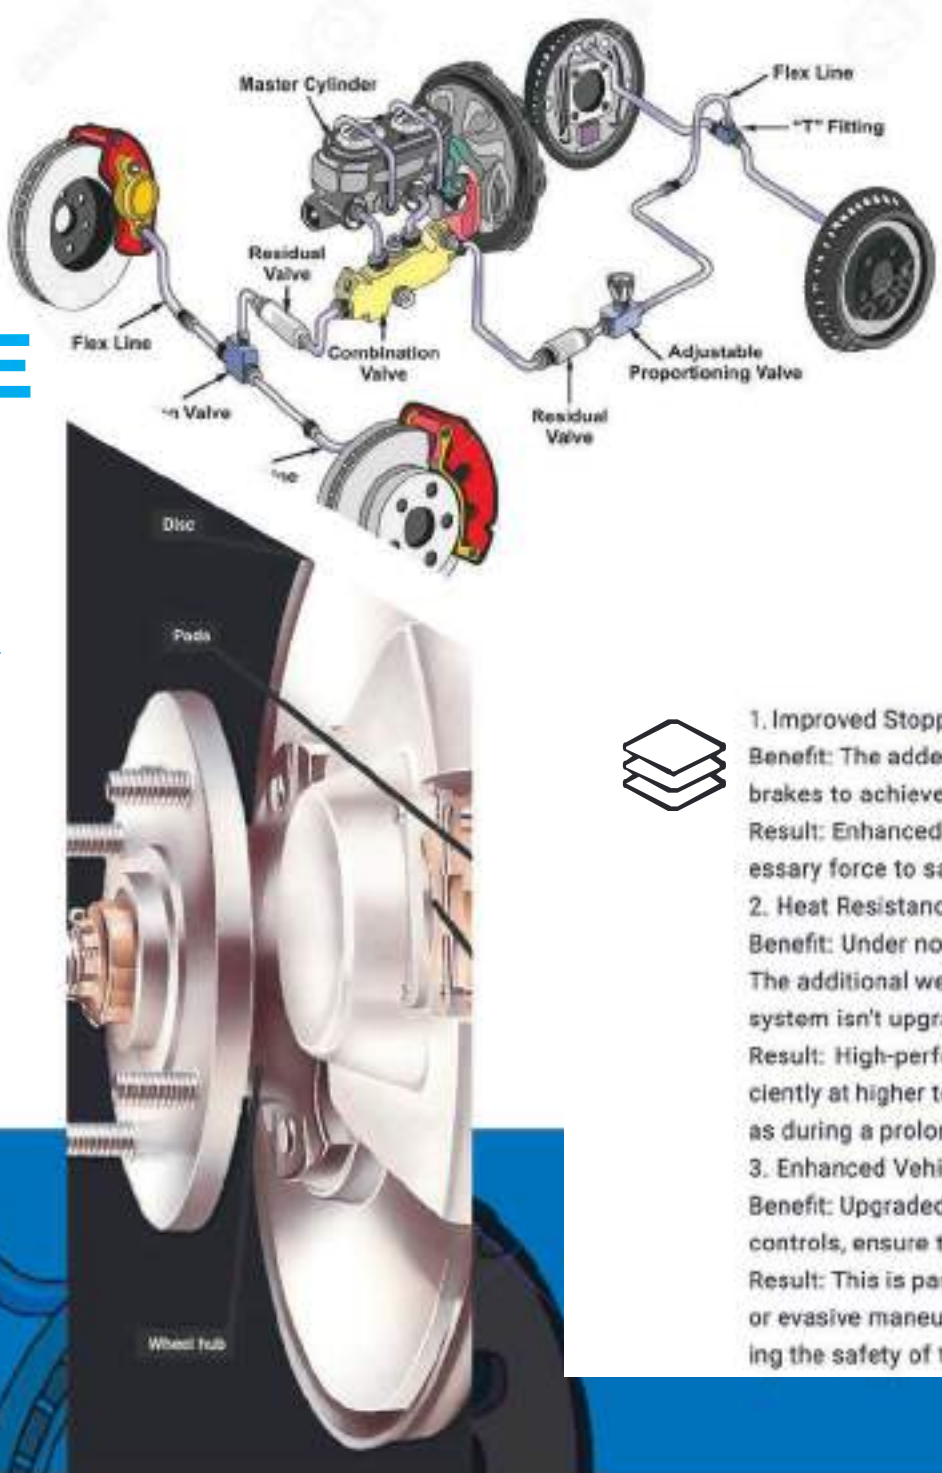 Master Cylinder
Flex Line
"T" Fitting
Residual
Valve
Flex Line
Combination
Valve
Adjustable
Proportioning Valve
Valve
Residual
Valve
E
Disc
Pads
Wheel hub
1. Improved Stopp
Benefit: The adde
brakes to achieve
Result: Enhanced
essary force to sa
2. Heat Resistanc
Benefit: Under no
The additional we
system isn't upgra
Result: High-perf
ciently at higher t
as during a prolon
3. Enhanced Vehi
Benefit: Upgraded
controls, ensure t
Result: This is par
or evasive maneu
ing the safety of t